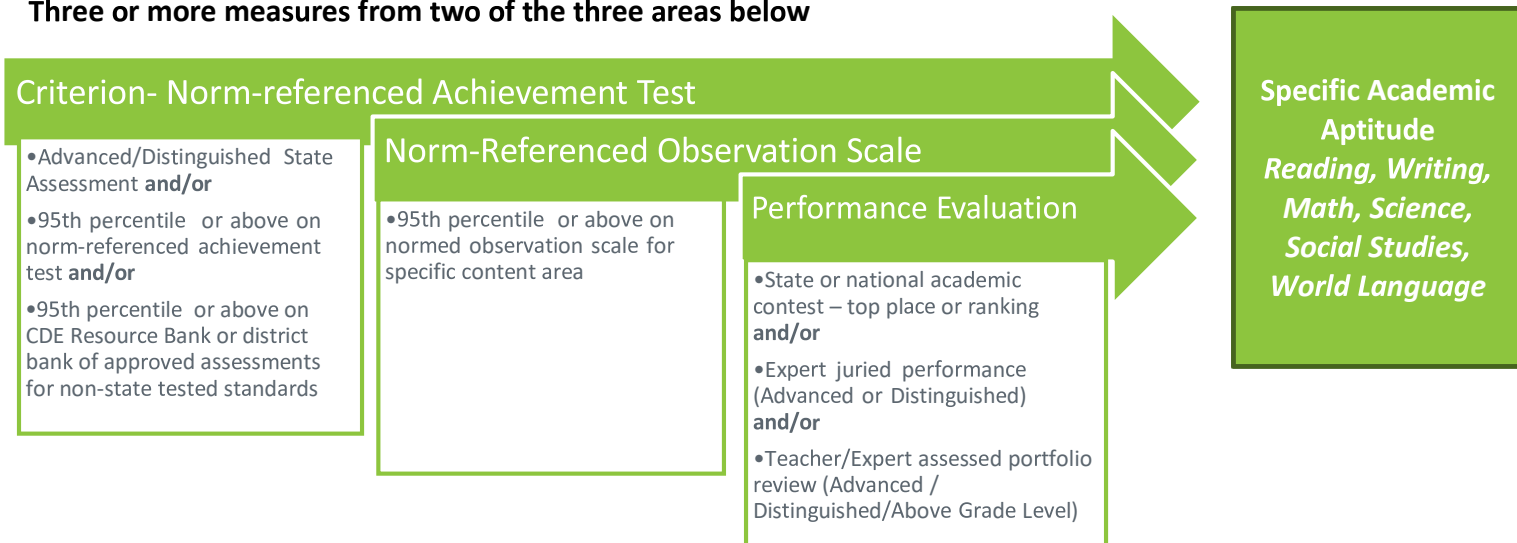 Three or more measures from two of the three areas below
Criterion- Norm-referenced Achievement Test
•Advanced/Distinguished State
Assessment and/or
•95th percentile or above on
norm-referenced achievement
test and/or
•95th percentile or above on
CDE Resource Bank or district
bank of approved assessments
for non-state tested standards
Norm-Referenced Observation Scale
•95th percentile or above on
normed observation scale for
specific content area
Performance Evaluation
•State or national academic
contest – top place or ranking
and/or
•Expert juried performance
(Advanced or Distinguished)
and/or
•Teacher/Expert assessed portfolio
review (Advanced /
Distinguished/Above Grade Level)
Specific Academic
Aptitude
Reading, Writing,
Math, Science,
Social Studies,
World Language